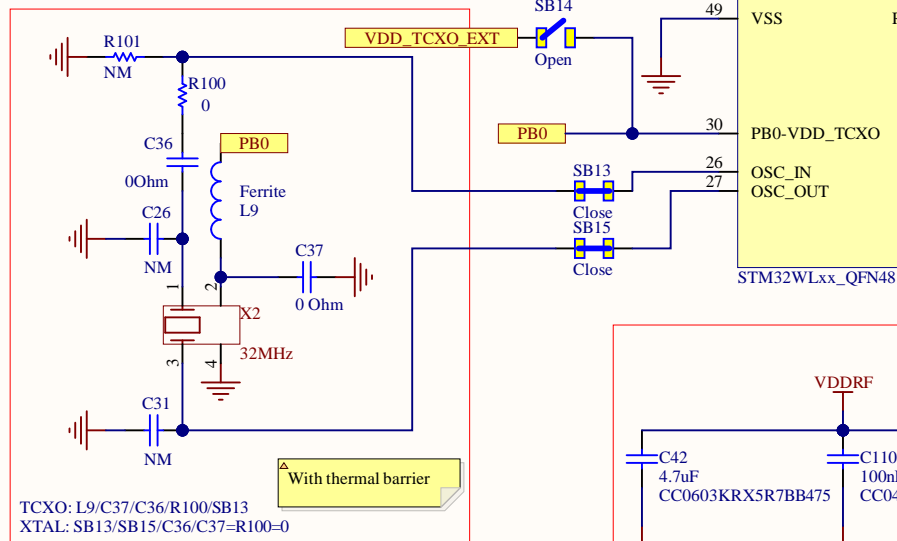 SB14
VDD_TCXO_EXT
Open
49
VSS
R101
NM
R100
0
C36
0Ohm
PB0
Ferrite
L9
PB0
30
PB0-VDD_TCXO
26
OSC_IN
27
OSC_OUT
SB13
Close
SB15
Close
C26
NM
C37
0 Ohm
1
2
X2
32MHz
3
4
STM32WLxx_QFN48
C31
NM
With thermal barrier
TCXO: L9/C37/C36/R100/SB13
XTAL: SB13/SB15/C36/C37=R100=0
VDDRF
C42
4.7uF
CC0603KRX5R7BB475
C110
100n
CC04